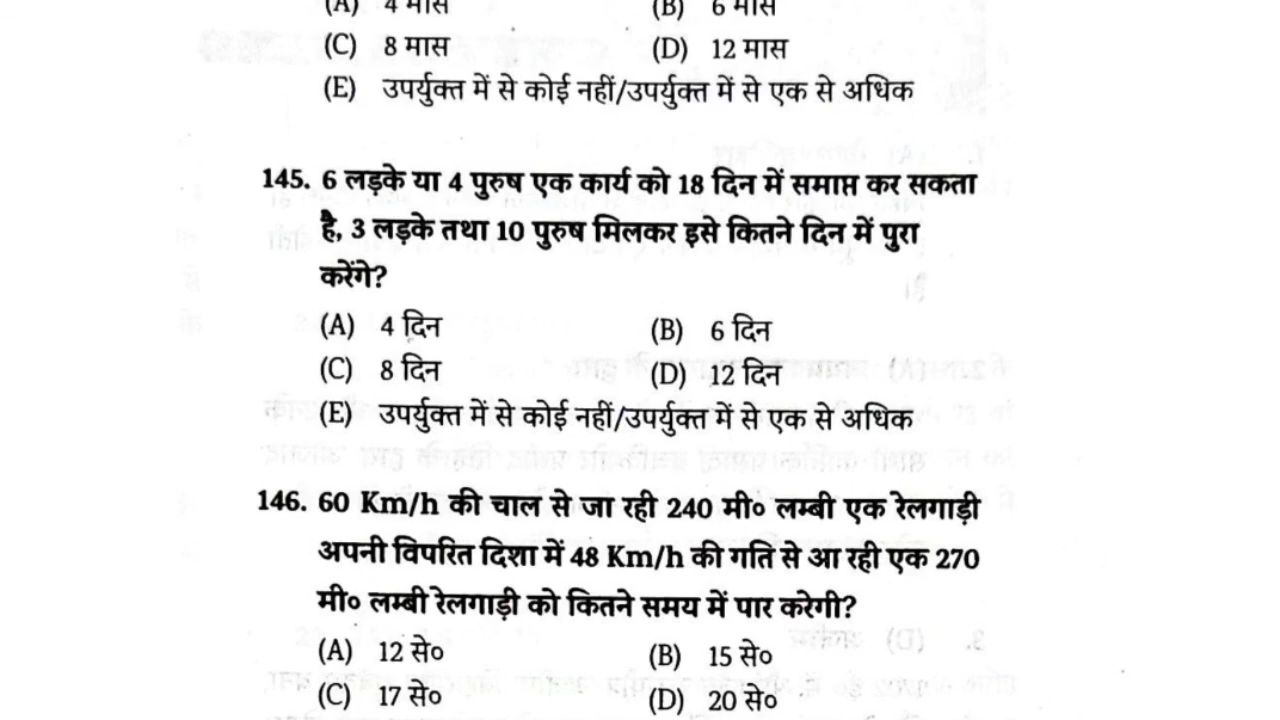 (A) 4 मास (B) 6 मास
(C) 8 मास (D) 12 मास
(E) उपर्युक्त में से कोई नहीं/उपर्युक्त में से एक से अधिक
145. 6 लड़के या 4 पुरुष एक कार्य को 18 दिन में समाप्त कर सकता
है, 3 लड़के तथा 10 पुरुष मिलकर इसे कितने दिन में पुरा
करेंगे?
(A) 4 दिन (B) 6 दिन
(C) 8 दिन (D) 12 दिन
(E) उपर्युक्त में से कोई नहीं/उपर्युक्त में से एक से अधिक
146. 60 Km/h की चाल से जा रही 240 मी० लम्बी एक रेलगाड़ी
अपनी विपरित दिशा में 48 Km/h की गति से आ रही एक 270
मी० लम्बी रेलगाड़ी को कितने समय में पार करेगी?
(A) 12 से० (B) 15 से०
(C) 17 से० (D) 20 से०